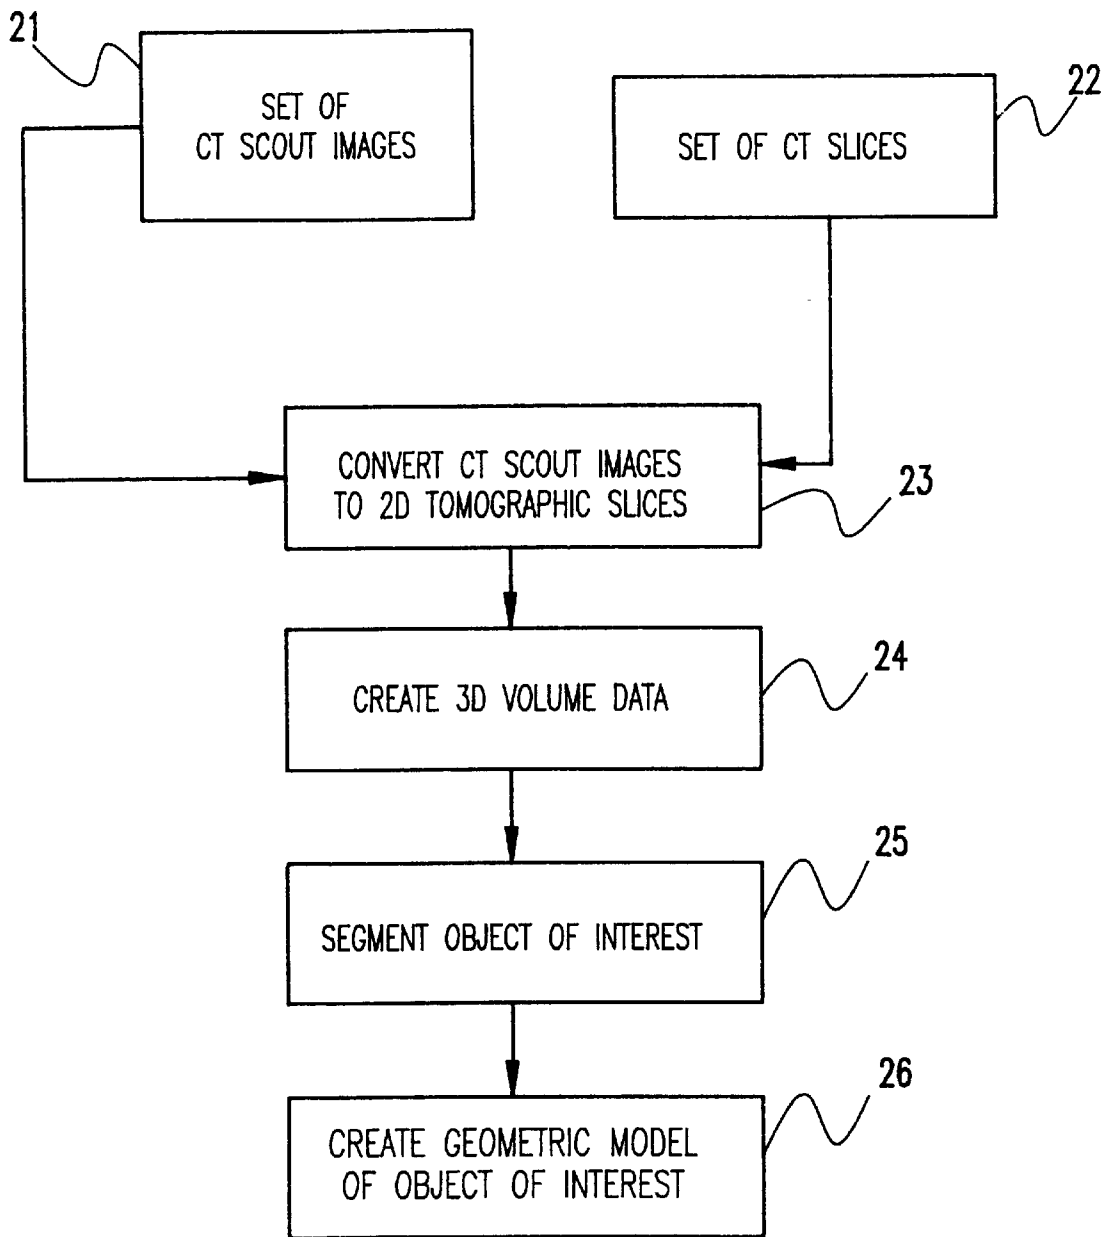 21
SET OF
CT SCOUT IMAGES
22
SET OF CT SLICES
CONVERT CT SCOUT IMAGES
TO 2D TOMOGRAPHIC SLICES
23
CREATE 3D VOLUME DATA
24
SEGMENT OBJECT OF INTEREST
25
CREATE GEOMETRIC MODEL
OF OBJECT OF INTEREST
26